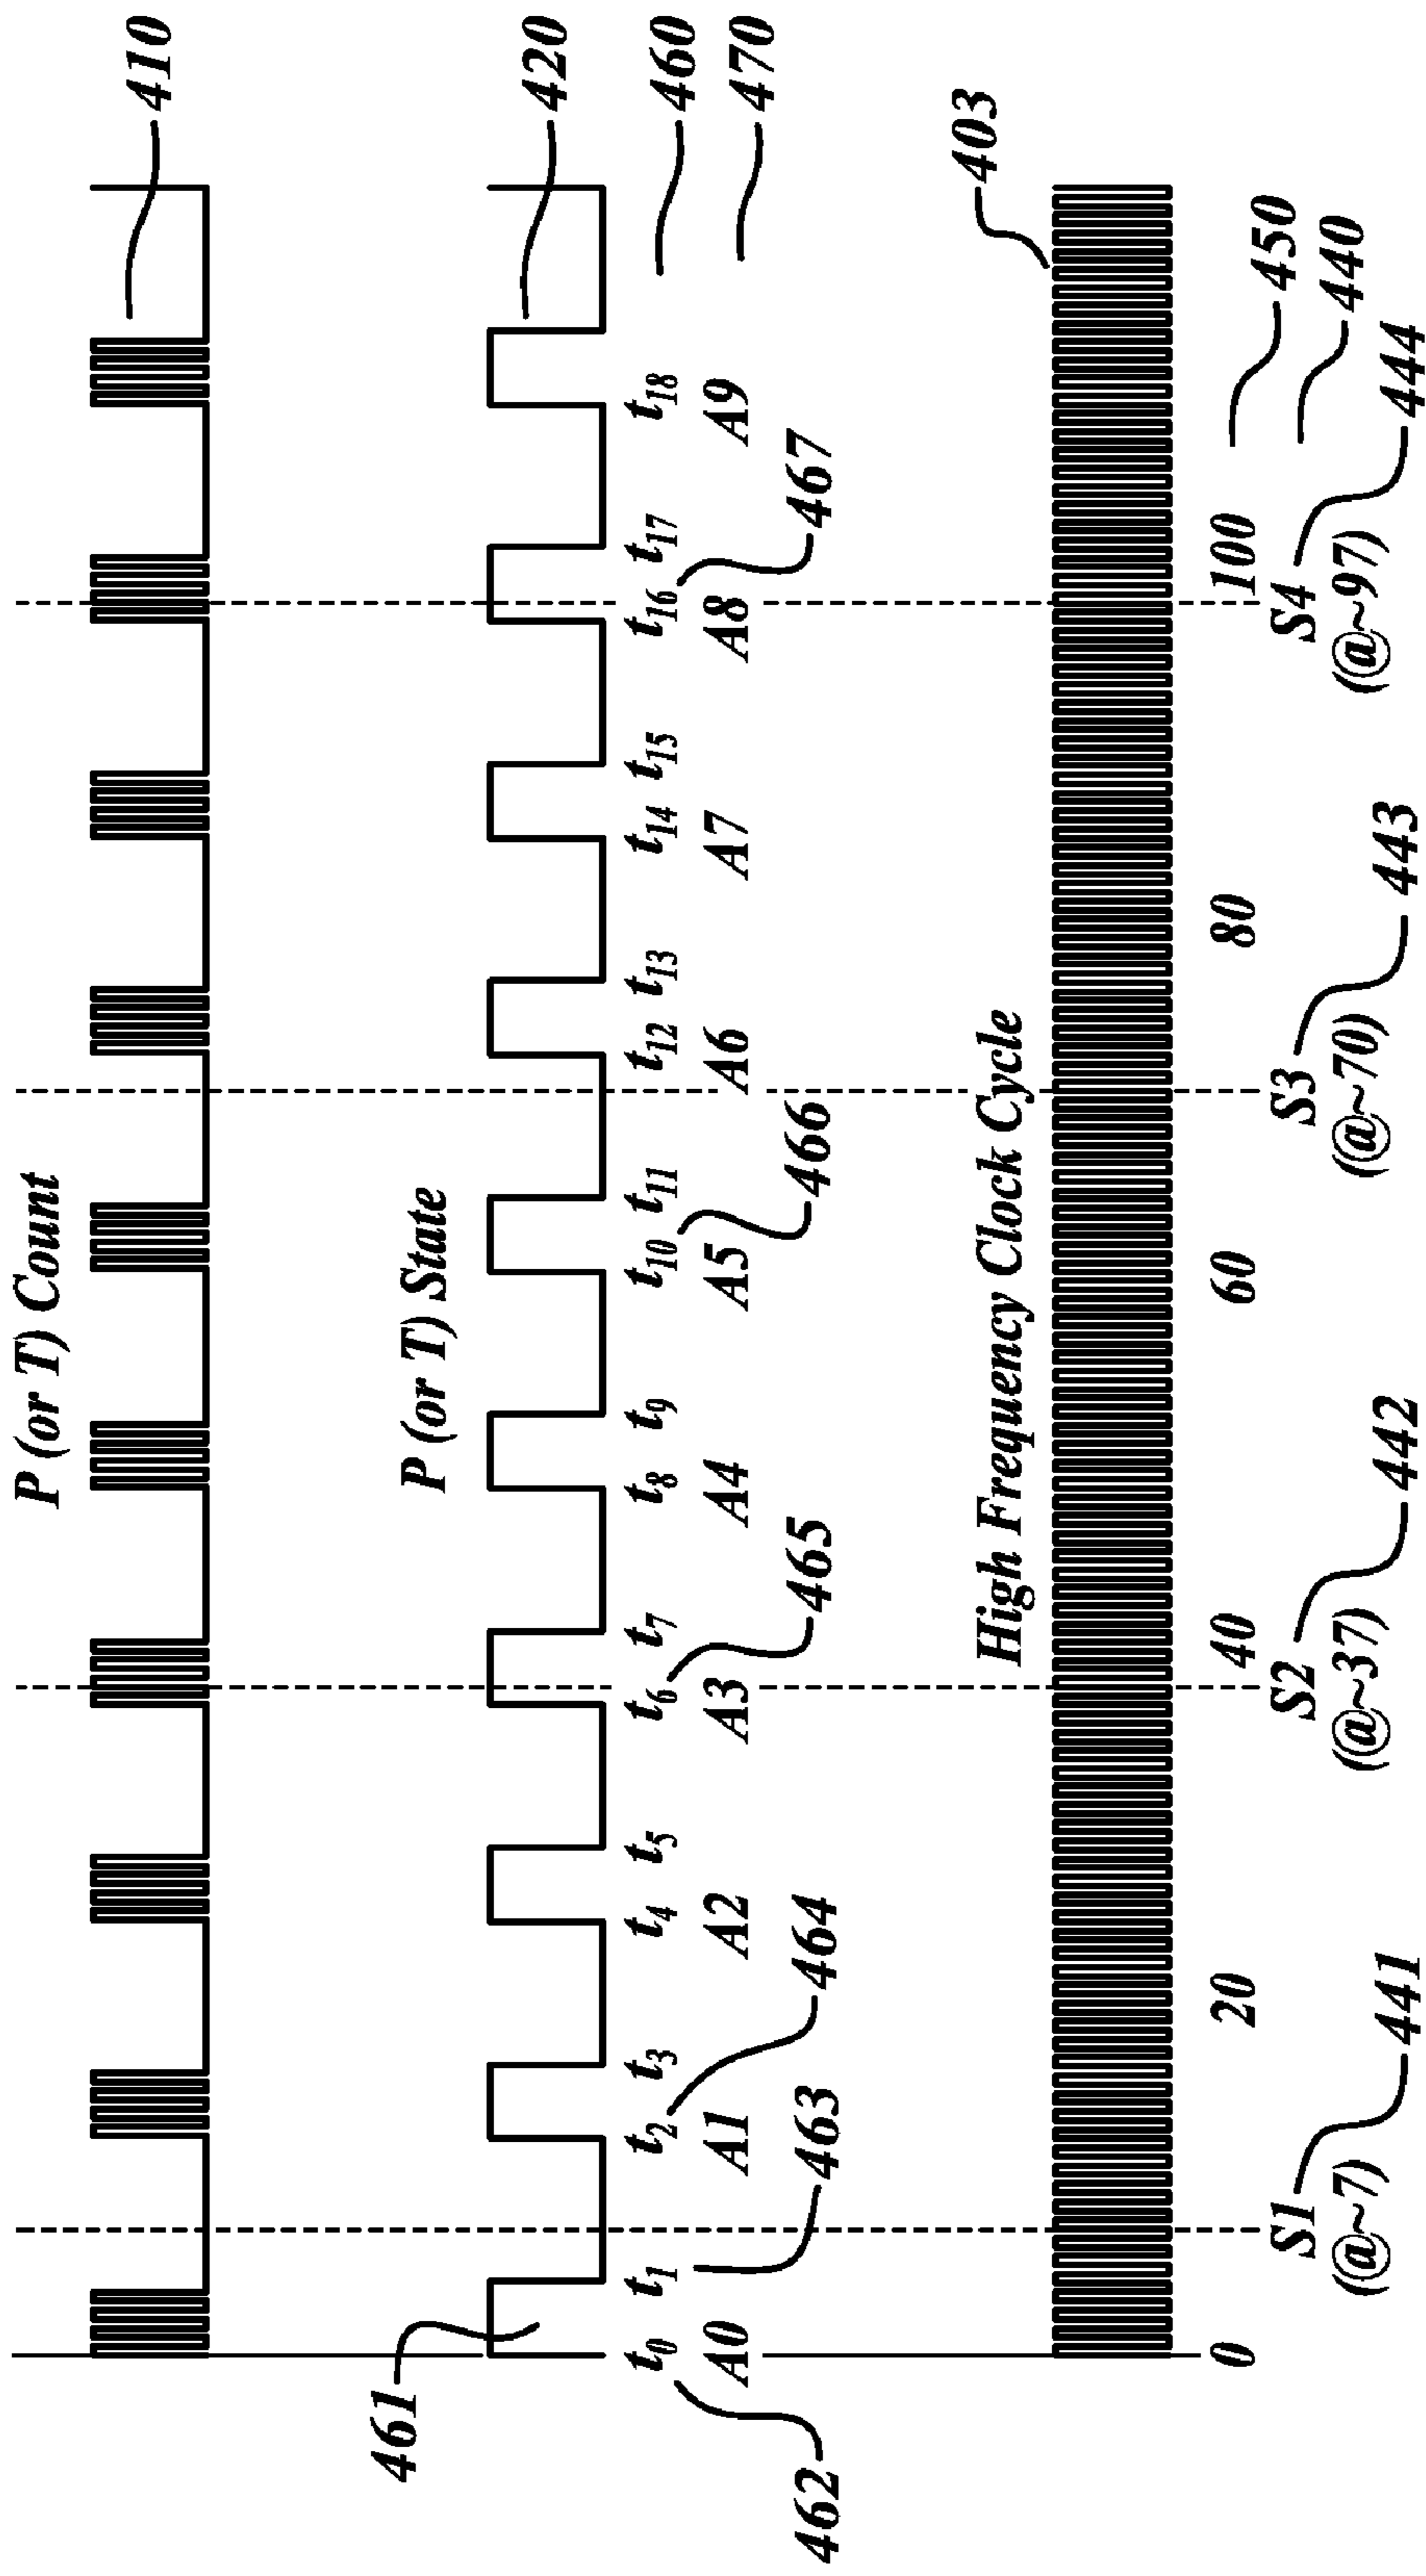 P (or T) Count
410
P (or T) State
420
461
t0 t1 t2 t3 t4 t5 t6 t7 t8 t9 t10 t11 t12 t13 t14 t15 t16 t17 t18
460
A0 A1 A2 A3 A4 A5 A6 A7 A8 A9
470
462 463 464 465 466 467
High Frequency Clock Cycle
403
0 20 40 60 80 100
450
S1 S2 S3 S4
440
(@~7) (@~37) (@~70) (@~97)
441 442 443 444